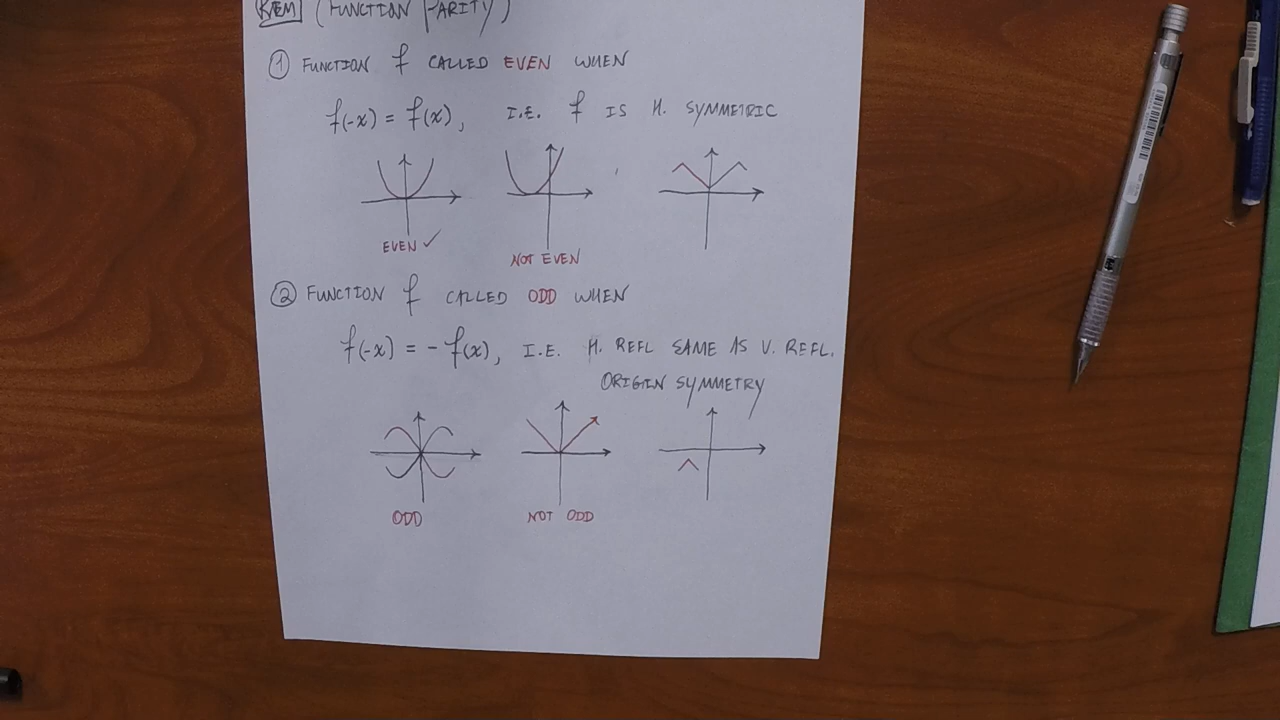 (FUNCTION PARITY)
① FUNCTION f CALLED EVEN WHEN
f(-x) = f(x), I.E. f IS H. SYMMETRIC
EVEN ✓
NOT EVEN
② FUNCTION f CALLED ODD WHEN
f(-x) = - f(x), I.E. H. REFL SAME AS V. REFL.
ORIGIN SYMMETRY
ODD
NOT ODD